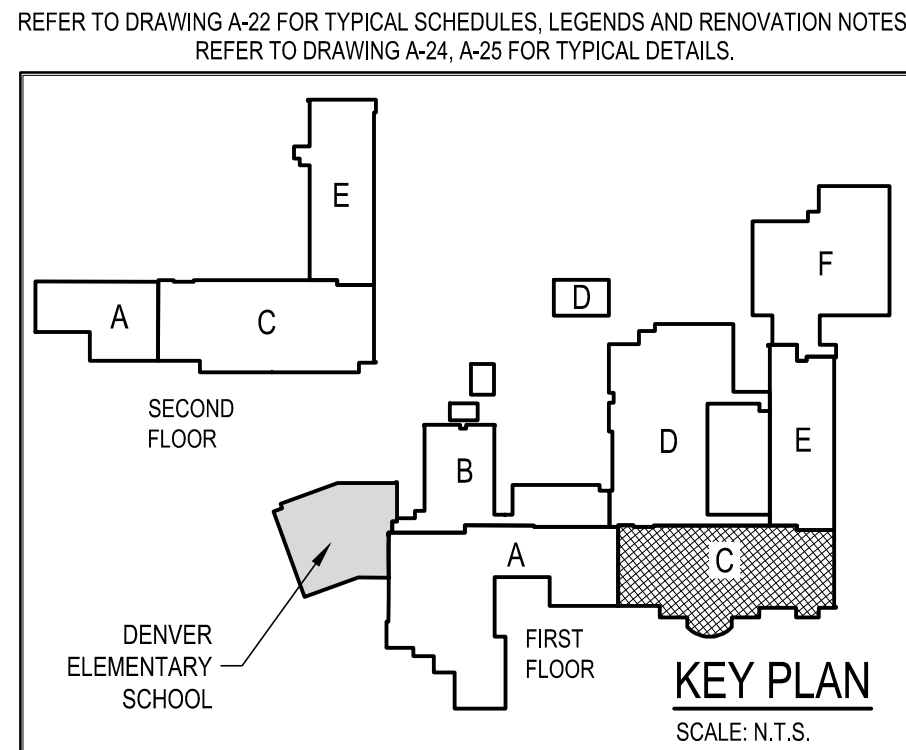 REFER TO DRAWING A-22 FOR TYPICAL SCHEDULES, LEGENDS AND RENOVATION NOTES
REFER TO DRAWING A-24, A-25 FOR TYPICAL DETAILS.
E
A
C
SECOND
FLOOR
F
D
D
E
B
A
C
DENVER
ELEMENTARY
SCHOOL
FIRST
FLOOR
KEY PLAN
SCALE: N.T.S.